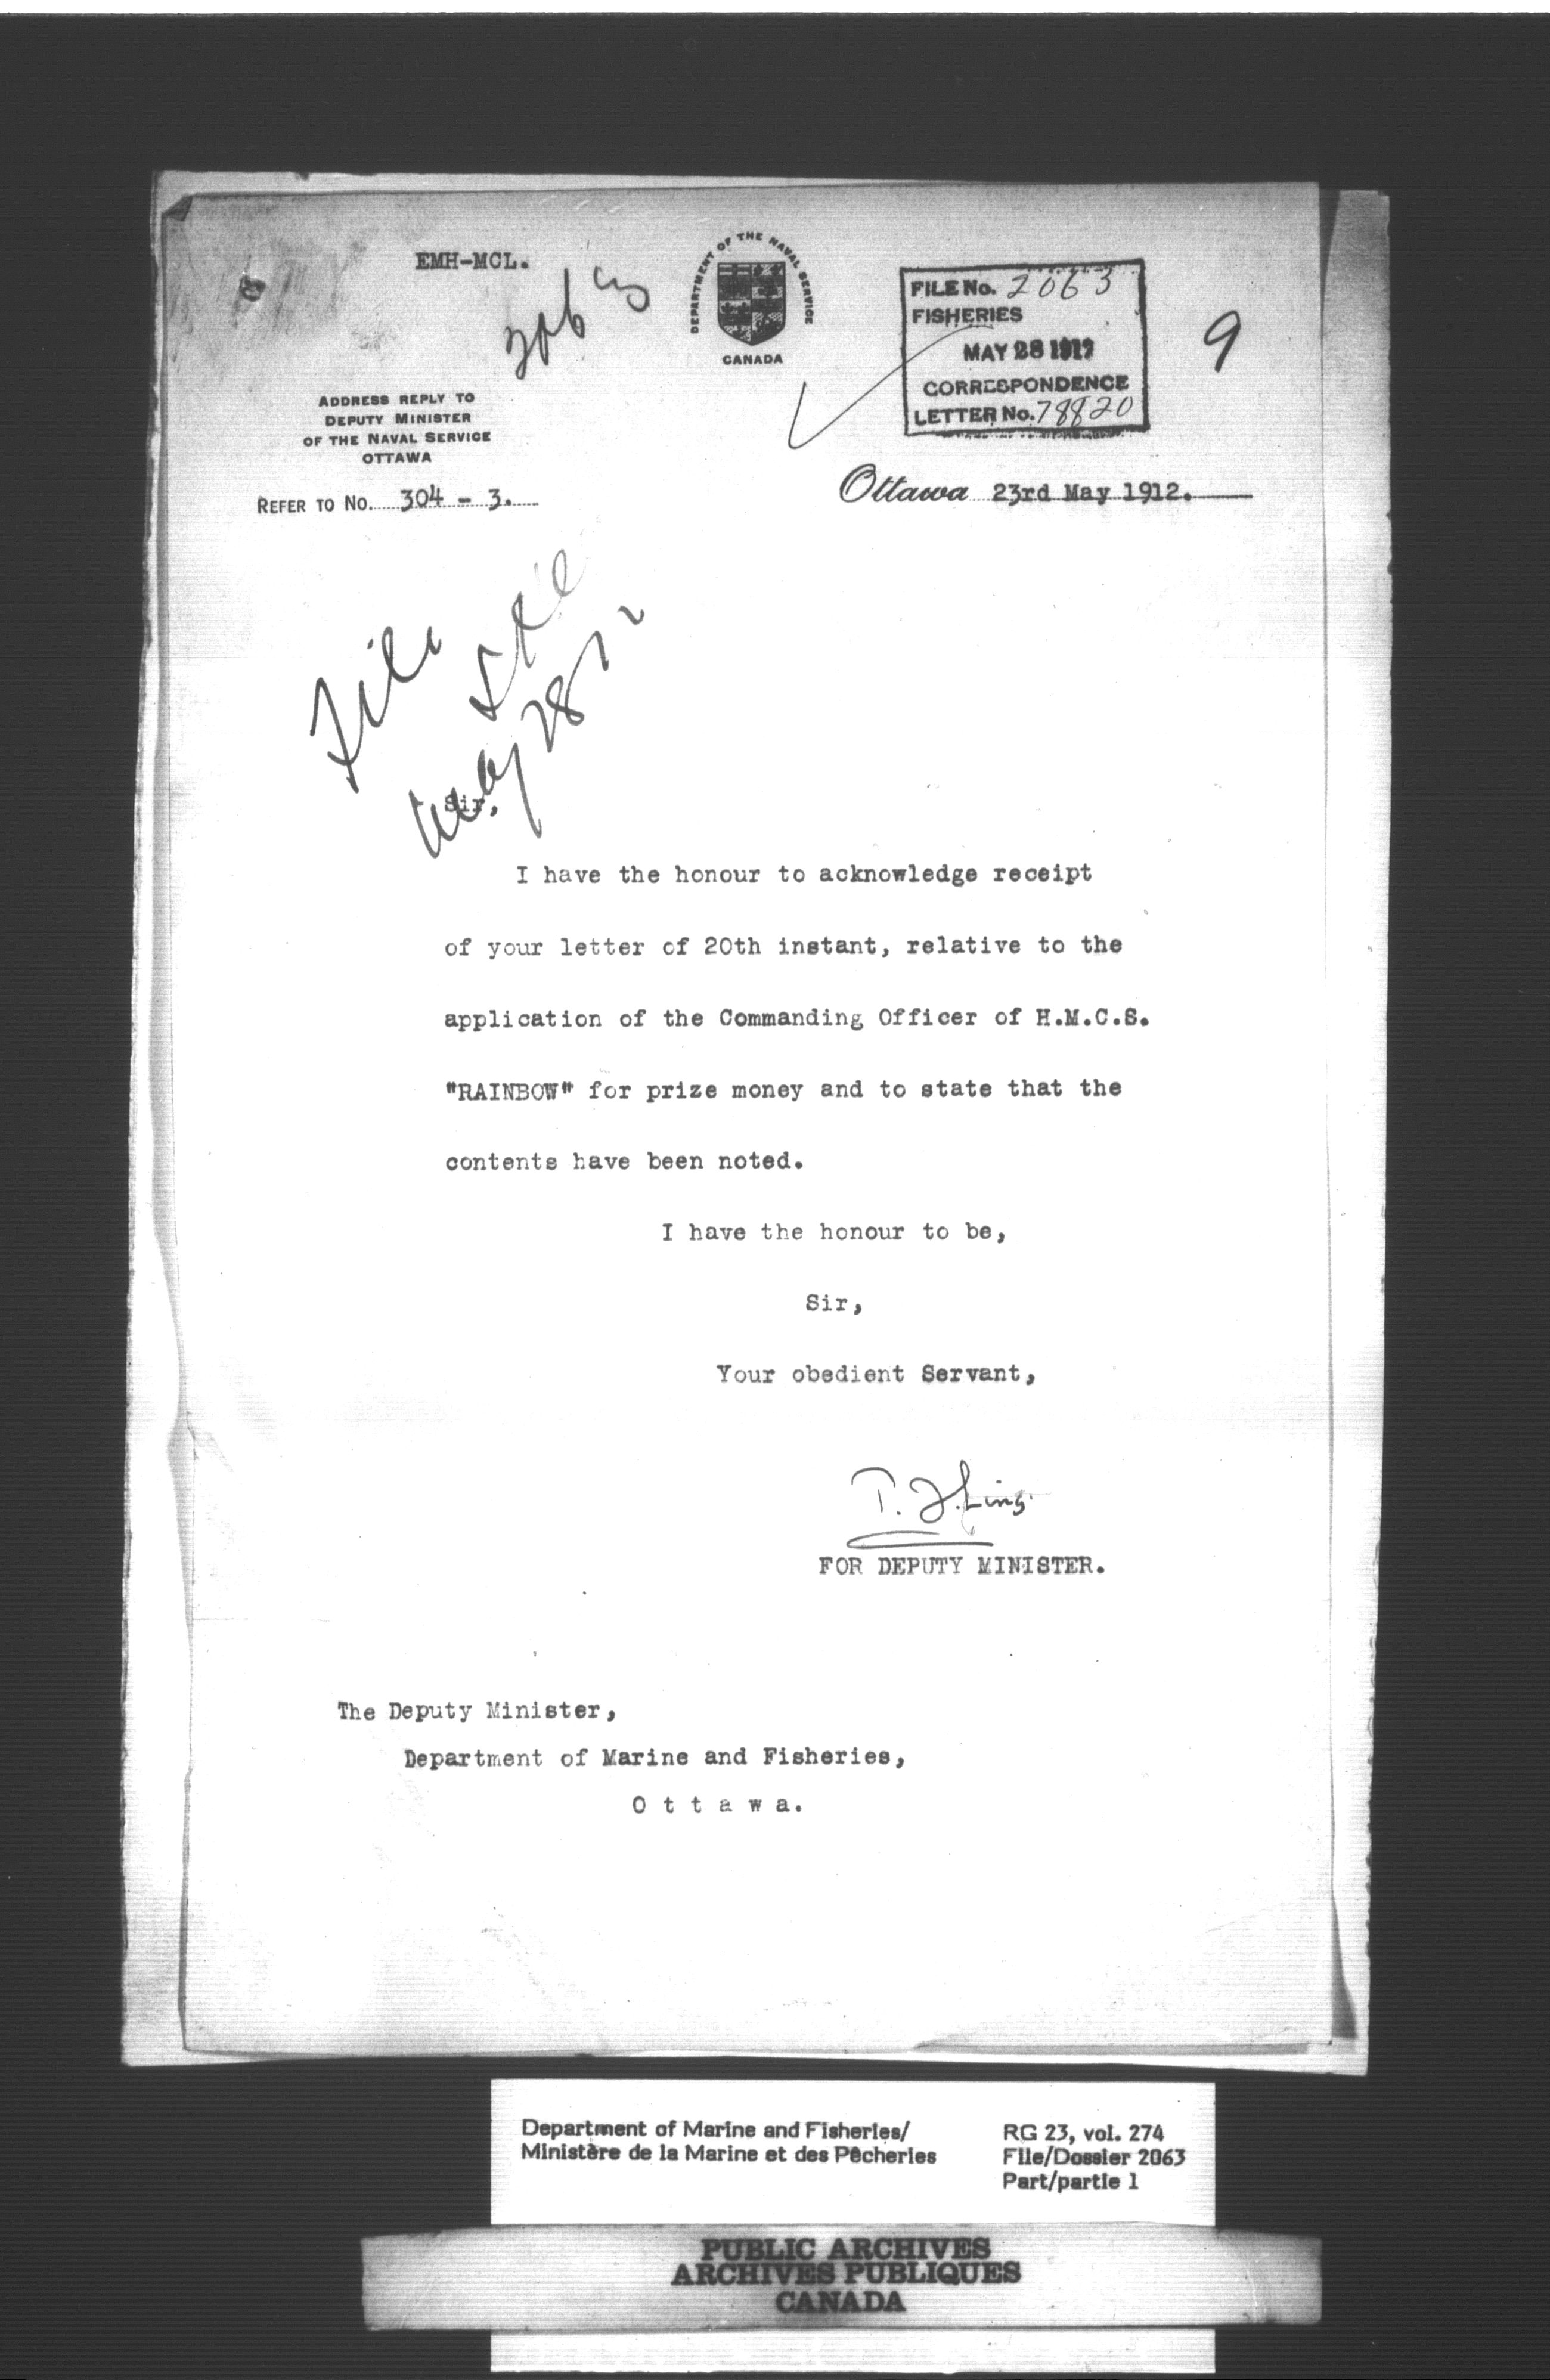 EMH-MCL.
DEPARTMENT OF THE NAVAL SERVICE
CANADA
FILE No. 2063
FISHERIES
MAY 28 1912
CORRESPONDENCE
LETTER No. 78820
9
ADDRESS REPLY TO
DEPUTY MINISTER
OF THE NAVAL SERVICE
OTTAWA
REFER TO No. 304 - 3.
Ottawa 23rd May 1912.
File
May 28/12
Sir,
I have the honour to acknowledge receipt
of your letter of 20th instant, relative to the
application of the Commanding Officer of H.M.C.S.
"RAINBOW" for prize money and to state that the
contents have been noted.
I have the honour to be,
Sir,
Your obedient Servant,
FOR DEPUTY MINISTER.
The Deputy Minister,
Department of Marine and Fisheries,
O t t a w a.
Department of Marine and Fisheries/
Ministère de la Marine et des Pêcheries
RG 23, vol. 274
File/Dossier 2063
Part/partie 1
PUBLIC ARCHIVES
ARCHIVES PUBLIQUES
CANADA